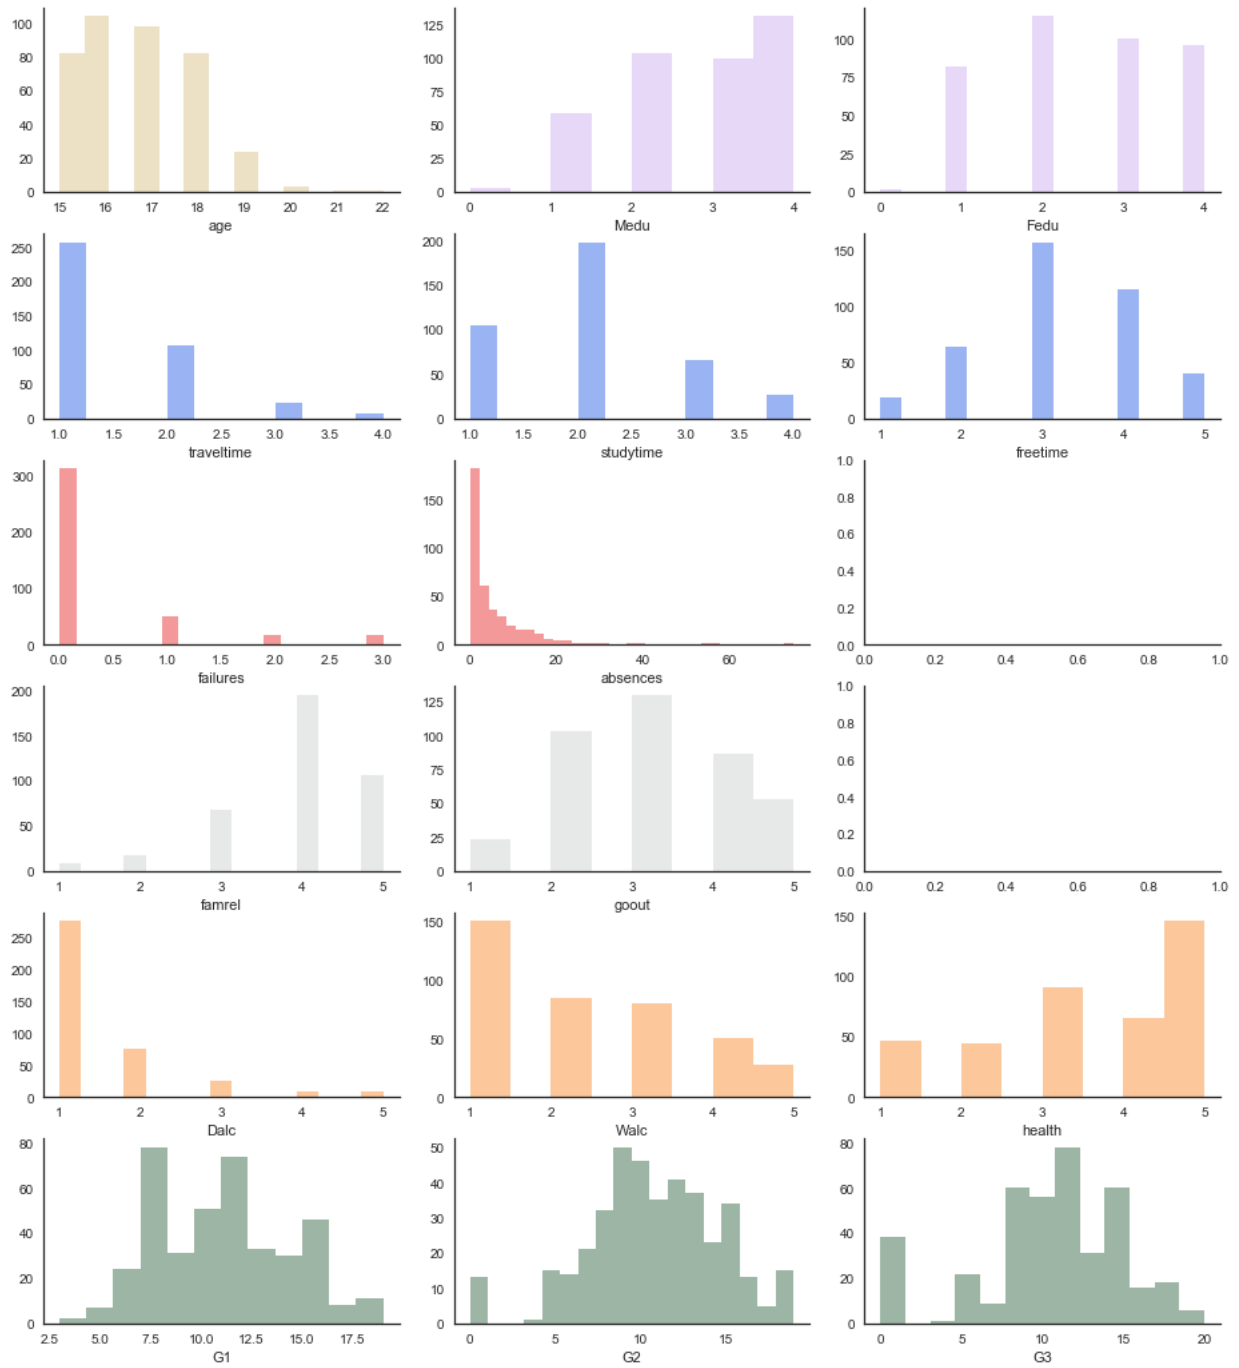 100
80
60
40
20
0
15 16 17 18 19 20 21 22
age
125
100
75
50
25
0
0 1 2 3 4
Medu
100
75
50
25
0
0 1 2 3 4
Fedu
250
200
150
100
50
0
1.0 1.5 2.0 2.5 3.0 3.5 4.0
traveltime
200
150
100
50
0
1.0 1.5 2.0 2.5 3.0 3.5 4.0
studytime
150
100
50
0
1 2 3 4 5
freetime
300
200
100
0
0.0 0.5 1.0 1.5 2.0 2.5 3.0
failures
150
100
50
0
0 20 40 60
absences
1.0
0.8
0.6
0.4
0.2
0.0
0.0 0.2 0.4 0.6 0.8 1.0
200
150
100
50
0
1 2 3 4 5
famrel
125
100
75
50
25
0
1 2 3 4 5
goout
1.0
0.8
0.6
0.4
0.2
0.0
0.0 0.2 0.4 0.6 0.8 1.0
250
200
150
100
50
0
1 2 3 4 5
Dalc
150
100
50
0
1 2 3 4 5
Walc
150
100
50
0
1 2 3 4 5
health
80
60
40
20
0
2.5 5.0 7.5 10.0 12.5 15.0 17.5
G1
50
40
30
20
10
0
0 5 10 15
G2
80
60
40
20
0
0 5 10 15 20
G3